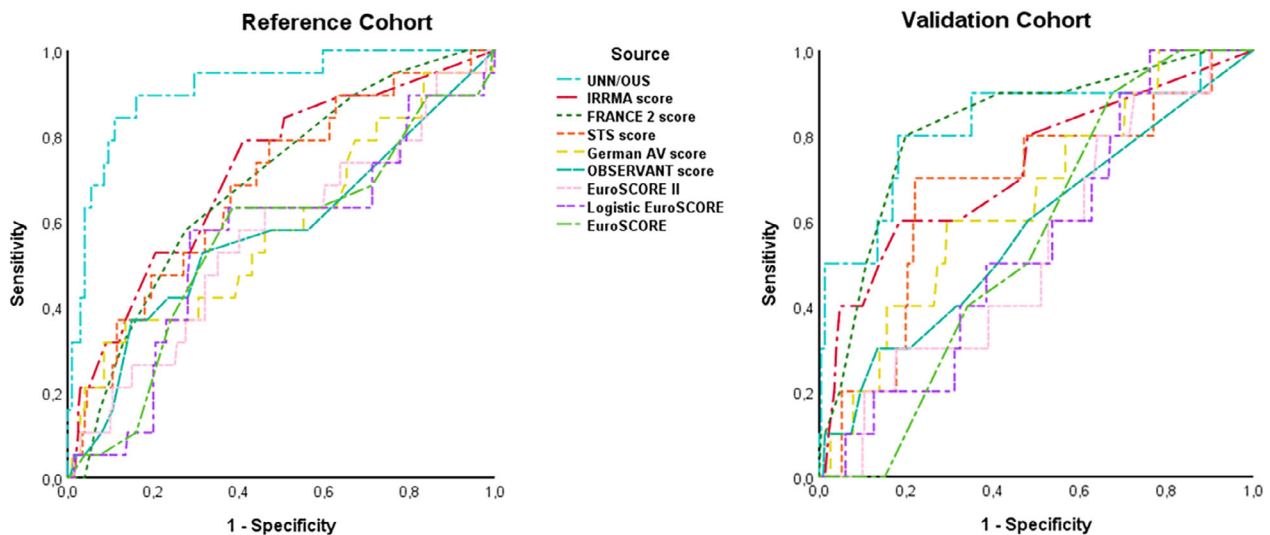 Reference Cohort
1,0
0,8
0,6
0,4
0,2
0,0
Sensitivity
0,0 0,2 0,4 0,6 0,8 1,0
1 - Specificity
Source
UNN/OUS
IRRMA score
FRANCE 2 score
STS score
German AV score
OBSERVANT score
EuroSCORE II
Logistic EuroSCORE
EuroSCORE
Validation Cohort
1,0
0,8
0,6
0,4
0,2
0,0
Sensitivity
0,0 0,2 0,4 0,6 0,8 1,0
1 - Specificity